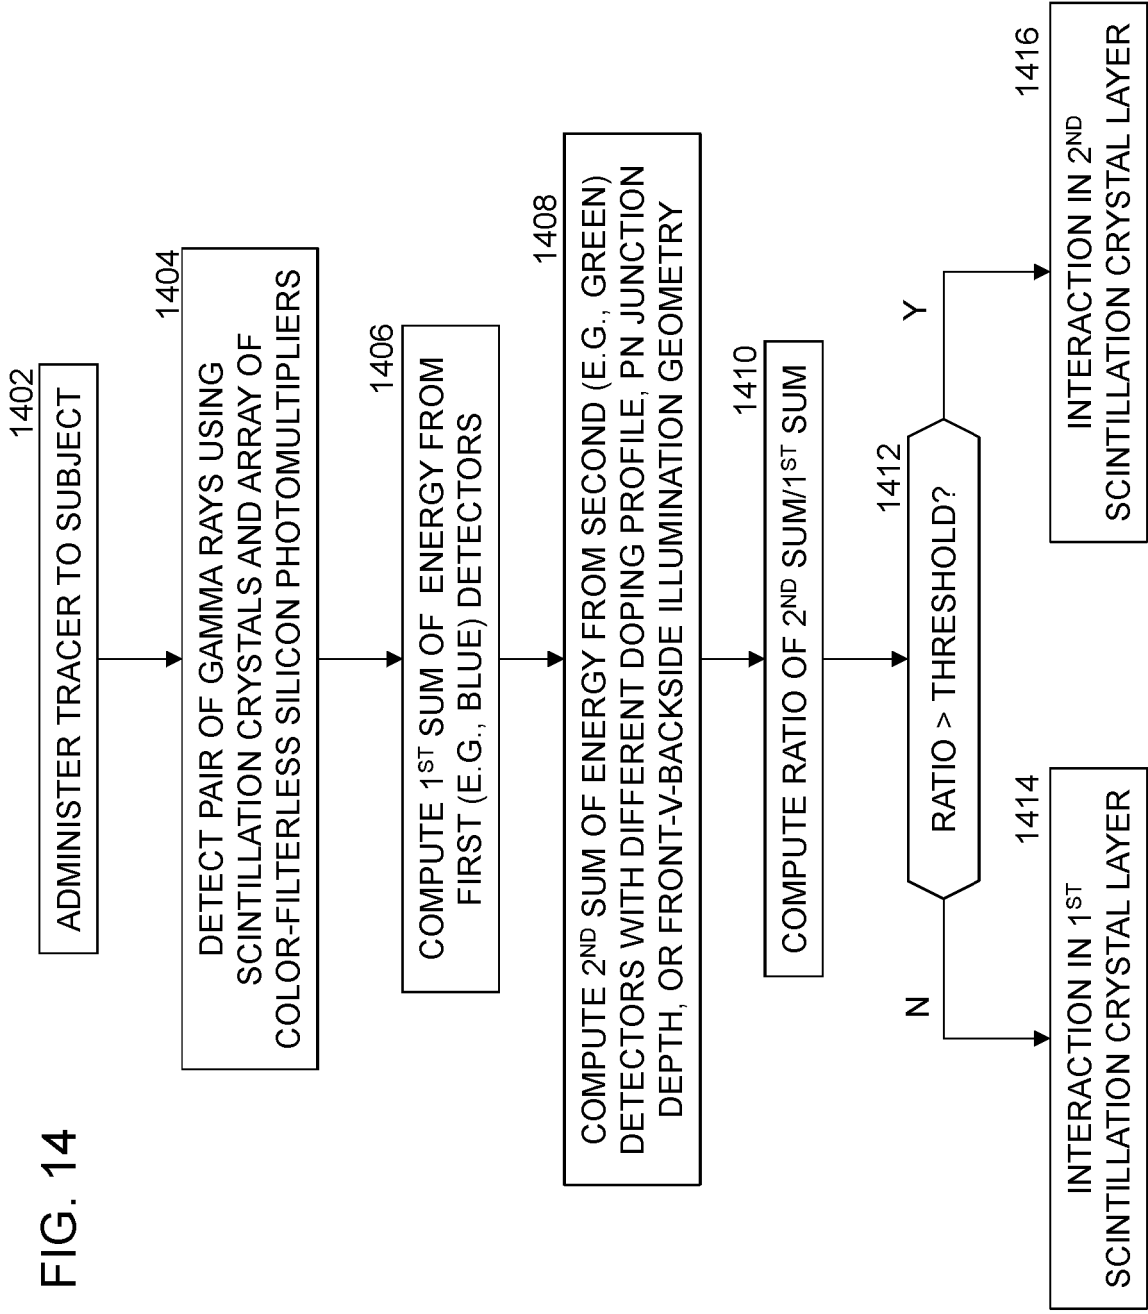 FIG. 14
1402
ADMINISTER TRACER TO SUBJECT
1404
DETECT PAIR OF GAMMA RAYS USING
SCINTILLATION CRYSTALS AND ARRAY OF
COLOR-FILTERLESS SILICON PHOTOMULTIPLIERS
1406
COMPUTE 1ST SUM OF ENERGY FROM
FIRST (E.G., BLUE) DETECTORS
1408
COMPUTE 2ND SUM OF ENERGY FROM SECOND (E.G., GREEN)
DETECTORS WITH DIFFERENT DOPING PROFILE, PN JUNCTION
DEPTH, OR FRONT-V-BACKSIDE ILLUMINATION GEOMETRY
1410
COMPUTE RATIO OF 2ND SUM/1ST SUM
1412
RATIO > THRESHOLD?
N
Y
1414
INTERACTION IN 1ST
SCINTILLATION CRYSTAL LAYER
1416
INTERACTION IN 2ND
SCINTILLATION CRYSTAL LAYER